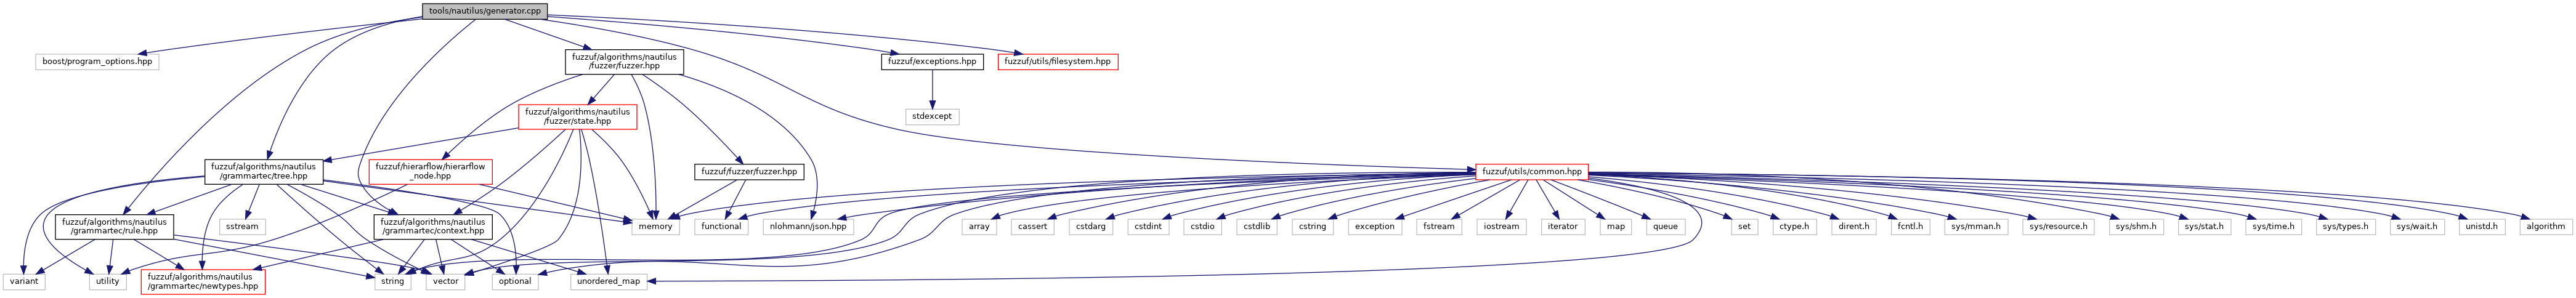 tools/nautilus/generator.cpp
boost/program_options.hpp
fuzzuf/algorithms/nautilus
/fuzzer/fuzzer.hpp
fuzzuf/exceptions.hpp
fuzzuf/utils/filesystem.hpp
fuzzuf/algorithms/nautilus
/fuzzer/state.hpp
stdexcept
fuzzuf/algorithms/nautilus
/grammartec/tree.hpp
fuzzuf/hierarflow/hierarflow
_node.hpp
fuzzuf/fuzzer/fuzzer.hpp
fuzzuf/utils/common.hpp
fuzzuf/algorithms/nautilus
/grammartec/rule.hpp
sstream
fuzzuf/algorithms/nautilus
/grammartec/context.hpp
memory
functional
nlohmann/json.hpp
array
cassert
cstdarg
cstdint
cstdio
cstdlib
cstring
exception
fstream
iostream
iterator
map
queue
set
ctype.h
dirent.h
fcntl.h
sys/mman.h
sys/resource.h
sys/shm.h
sys/stat.h
sys/time.h
sys/types.h
sys/wait.h
unistd.h
algorithm
variant
utility
fuzzuf/algorithms/nautilus
/grammartec/newtypes.hpp
string
vector
optional
unordered_map